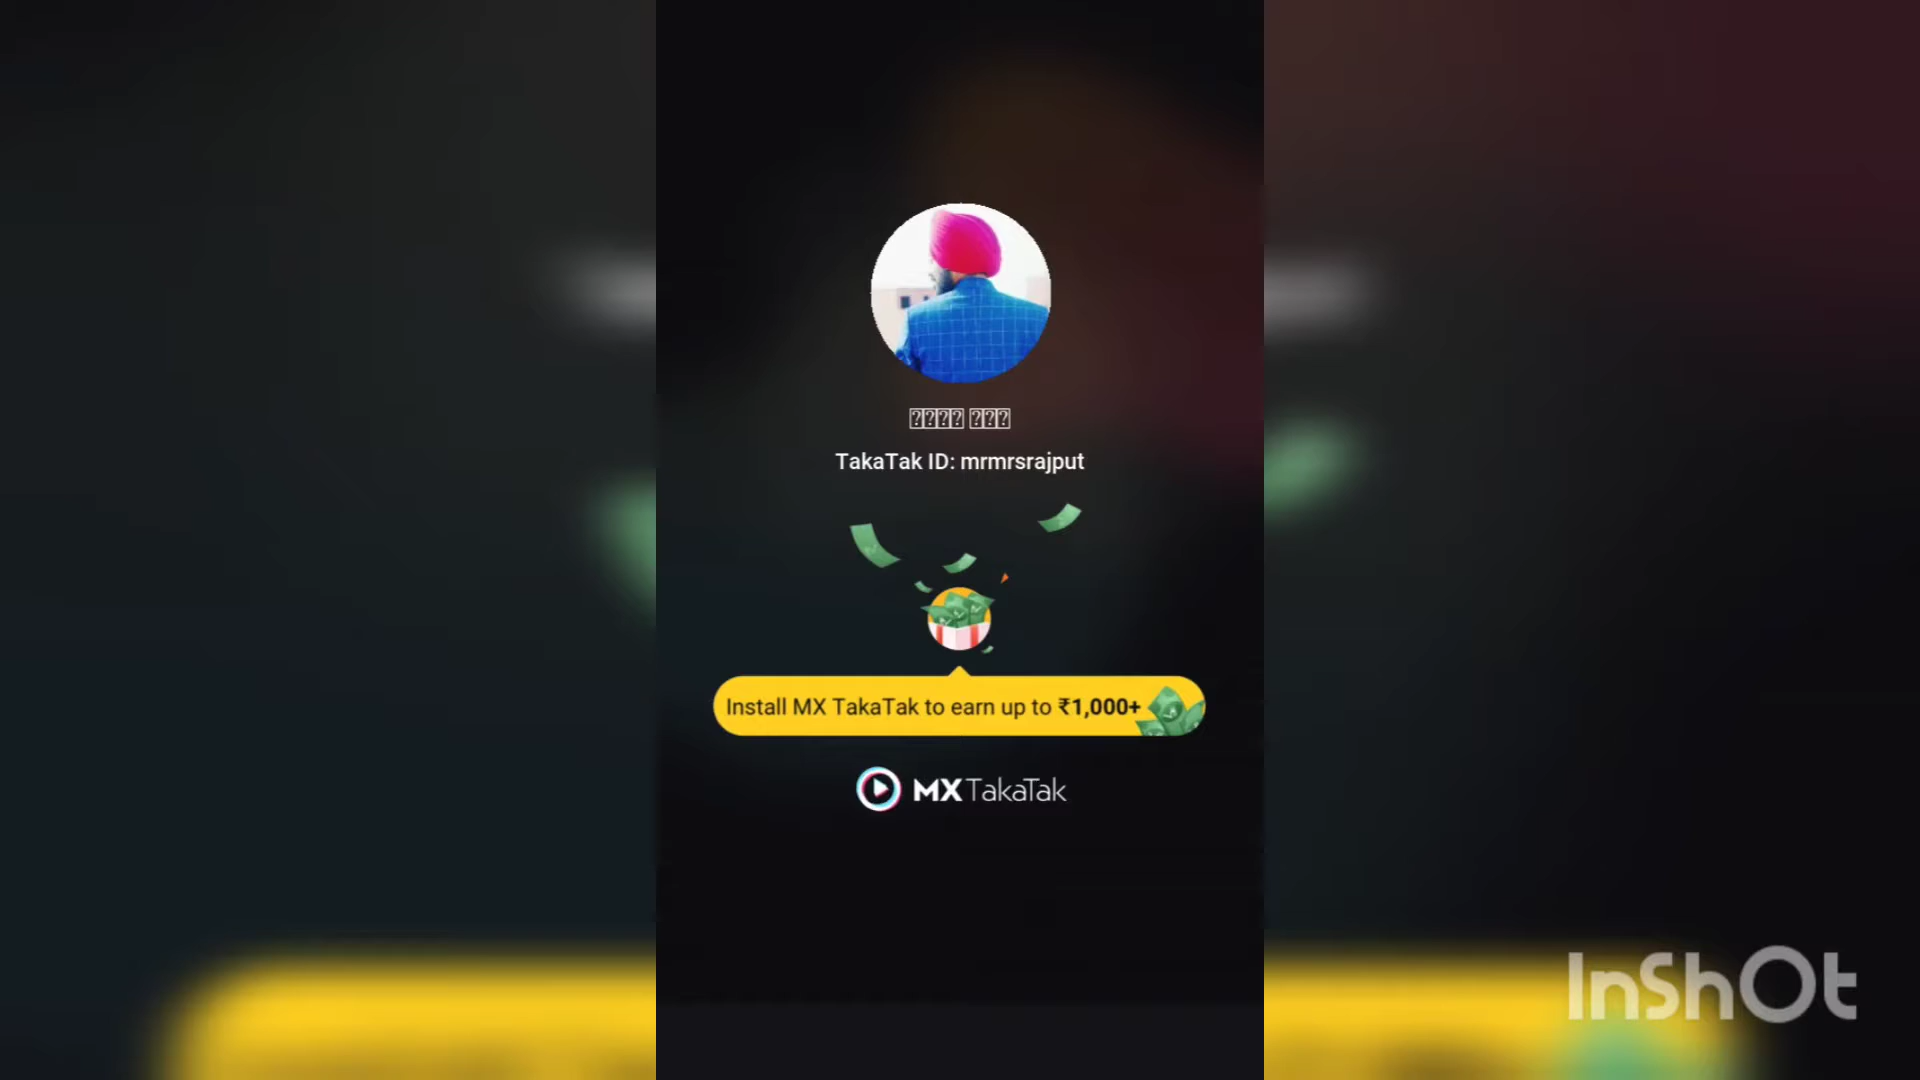 TakaTak ID: mrmrsrajput
Install MX TakaTak to earn up to ₹1,000+
MX TakaTak
InShOt